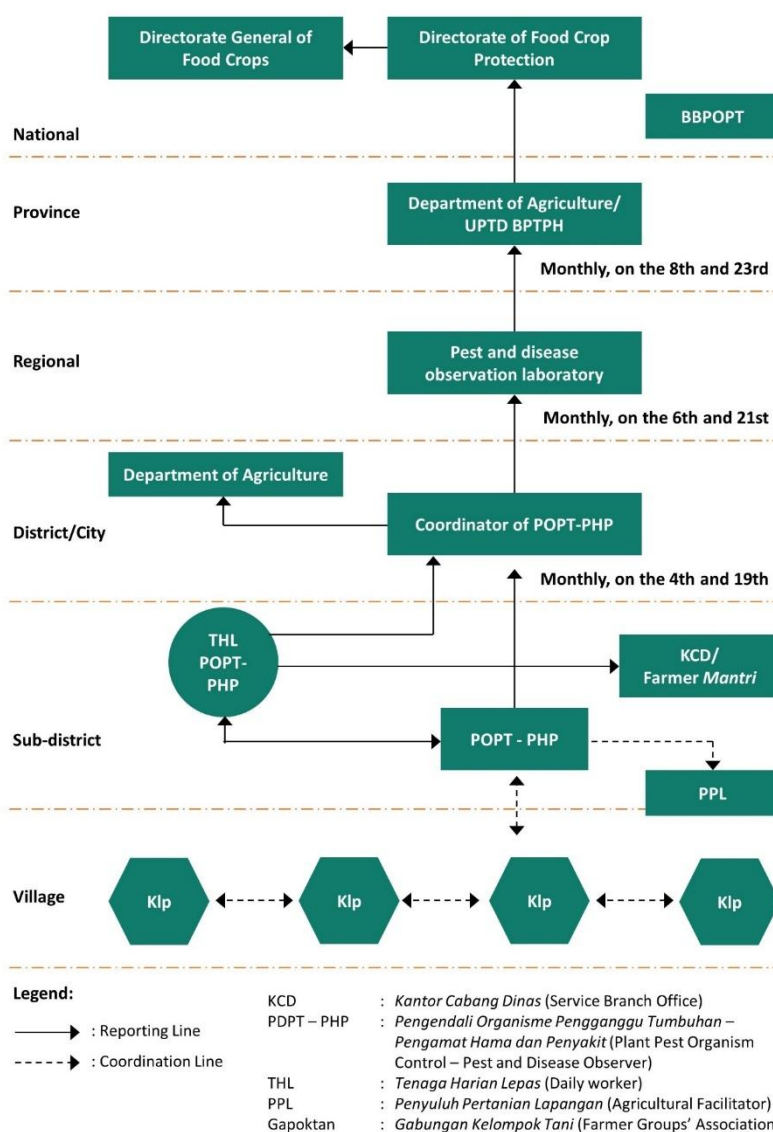 Directorate General of
Food Crops
Directorate of Food Crop
Protection
BBPOPT
National
Province
Department of Agriculture/
UPTD BPTPH
Monthly, on the 8th and 23rd
Regional
Pest and disease
observation laboratory
Monthly, on the 6th and 21st
Department of Agriculture
District/City
Coordinator of POPT-PHP
Monthly, on the 4th and 19th
THL
POPT-
PHP
KCD/
Farmer Mantri
Sub-district
POPT - PHP
PPL
Village
Klp
Klp
Klp
Klp
Legend:
: Reporting Line
: Coordination Line
KCD : Kantor Cabang Dinas (Service Branch Office)
PDPT – PHP : Pengendali Organisme Pengganggu Tumbuhan –
Pengamat Hama dan Penyakit (Plant Pest Organism
Control – Pest and Disease Observer)
THL : Tenaga Harian Lepas (Daily worker)
PPL : Penyuluh Pertanian Lapangan (Agricultural Facilitator)
Gapoktan : Gabungan Kelompok Tani (Farmer Groups’ Association